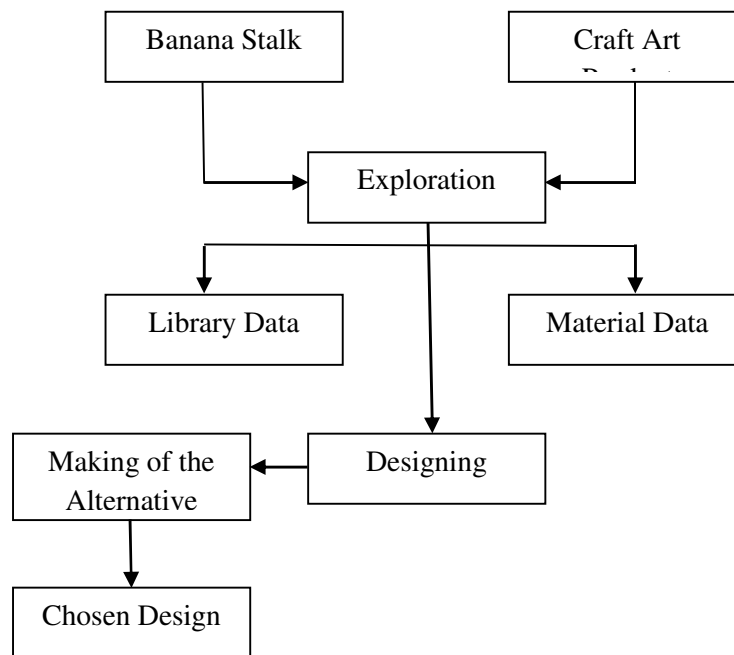 Banana Stalk
Craft Art
Exploration
Library Data
Material Data
Making of the
Alternative
Designing
Chosen Design